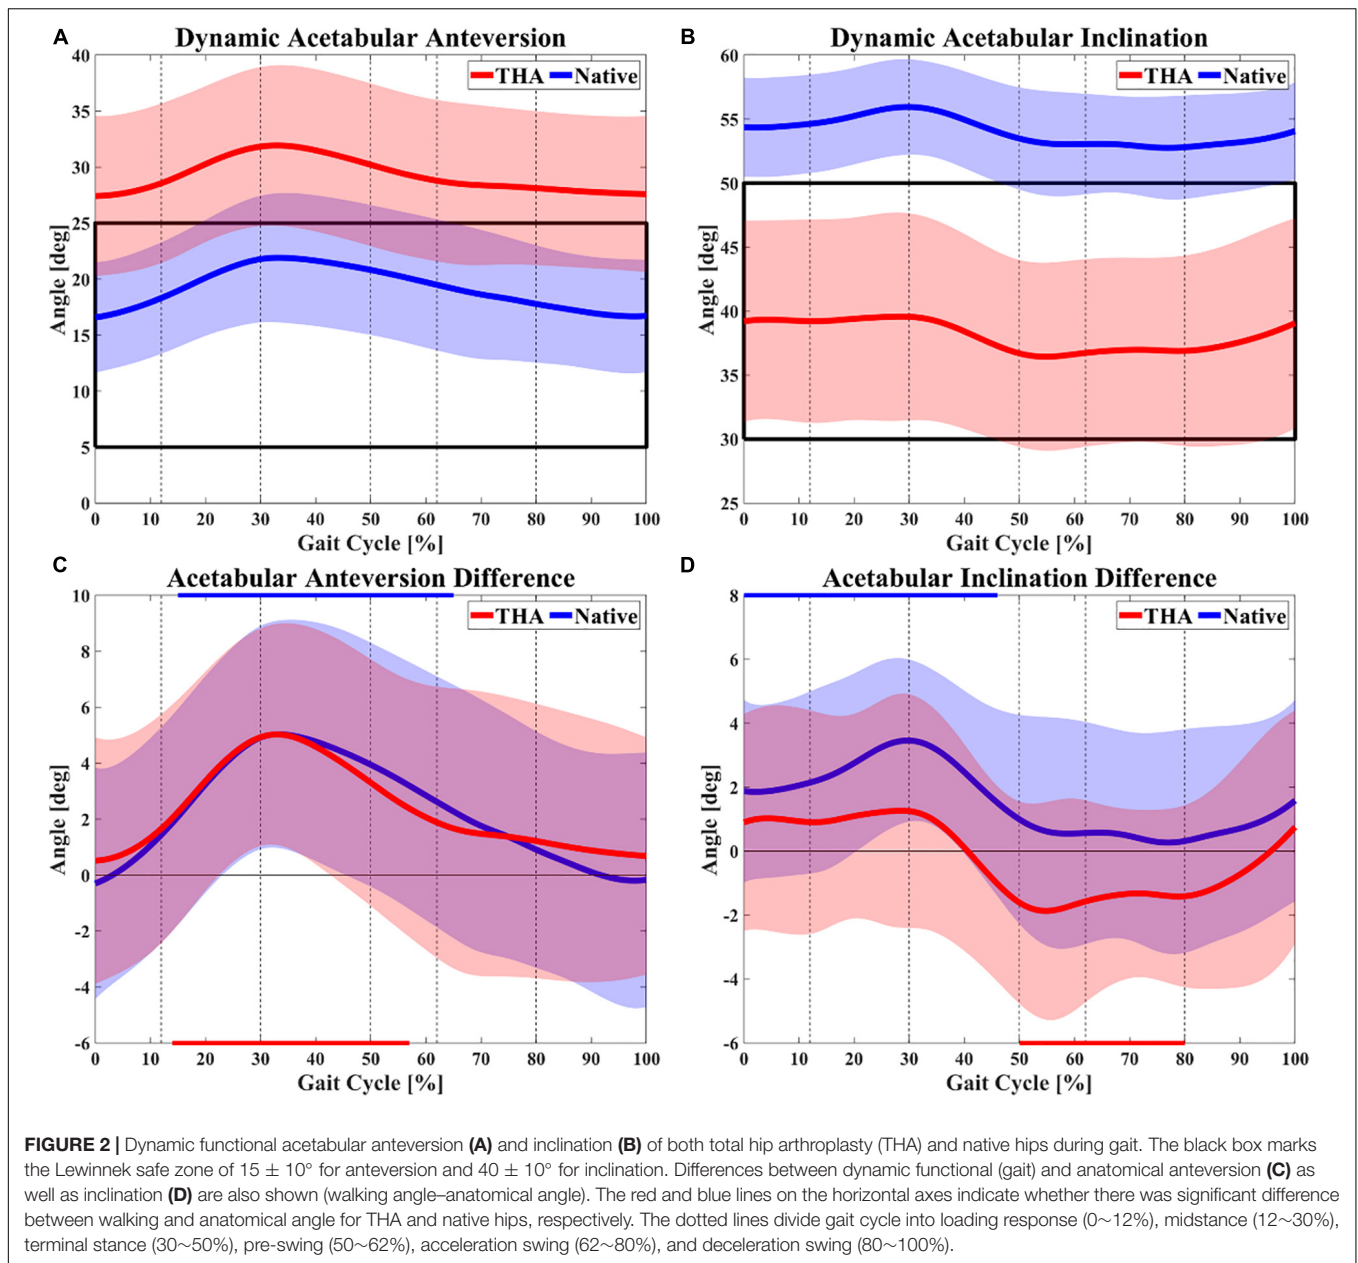 A
Dynamic Acetabular Anteversion
THA Native
40
35
30
25
20
15
10
5
0
Angle [deg]
0 10 20 30 40 50 60 70 80 90 100
Gait Cycle [%]
B
Dynamic Acetabular Inclination
THA Native
60
55
50
45
40
35
30
25
Angle [deg]
0 10 20 30 40 50 60 70 80 90 100
Gait Cycle [%]
C
Acetabular Anteversion Difference
THA Native
10
8
6
4
2
0
-2
-4
-6
Angle [deg]
0 10 20 30 40 50 60 70 80 90 100
Gait Cycle [%]
D
Acetabular Inclination Difference
THA Native
8
6
4
2
0
-2
-4
-6
Angle [deg]
0 10 20 30 40 50 60 70 80 90 100
Gait Cycle [%]
FIGURE 2 | Dynamic functional acetabular anteversion (A) and inclination (B) of both total hip arthroplasty (THA) and native hips during gait. The black box marks
the Lewinnek safe zone of 15 ± 10° for anteversion and 40 ± 10° for inclination. Differences between dynamic functional (gait) and anatomical anteversion (C) as
well as inclination (D) are also shown (walking angle–anatomical angle). The red and blue lines on the horizontal axes indicate whether there was significant difference
between walking and anatomical angle for THA and native hips, respectively. The dotted lines divide gait cycle into loading response (0~12%), midstance (12~30%),
terminal stance (30~50%), pre-swing (50~62%), acceleration swing (62~80%), and deceleration swing (80~100%).